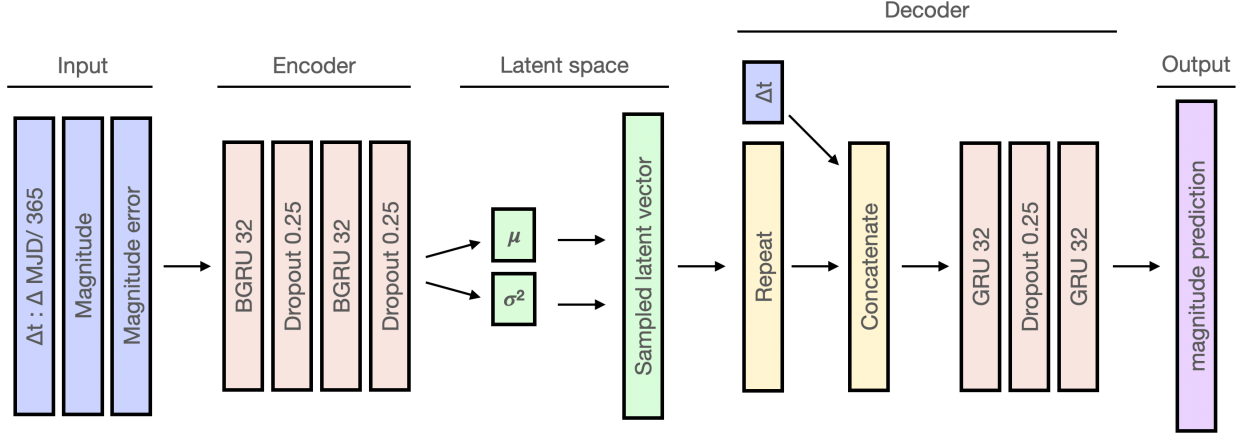 Input
Δt : Δ MJD/ 365
Magnitude
Magnitude error
Encoder
BGRU 32
Dropout 0.25
BGRU 32
Dropout 0.25
Latent space
μ
σ²
Sampled latent vector
Decoder
Δt
Repeat
Concatenate
GRU 32
Dropout 0.25
GRU 32
Output
magnitude prediction